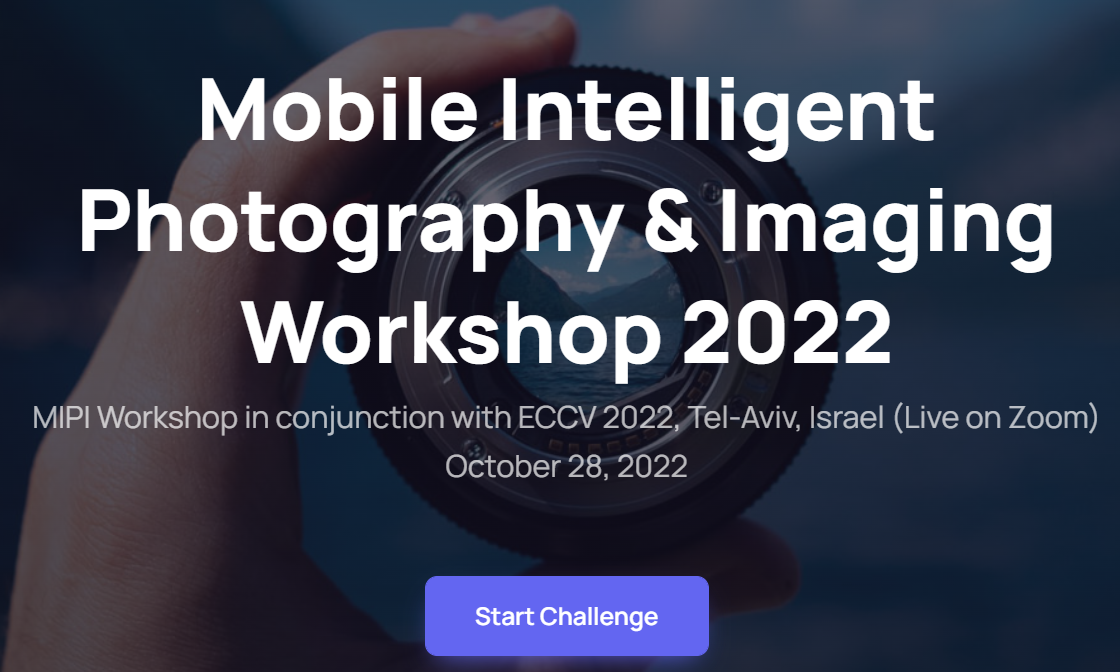 Mobile Intelligent
Photography & Imaging
Workshop 2022
MIPI Workshop in conjunction with ECCV 2022, Tel-Aviv, Israel (Live on Zoom)
October 28, 2022
Start Challenge